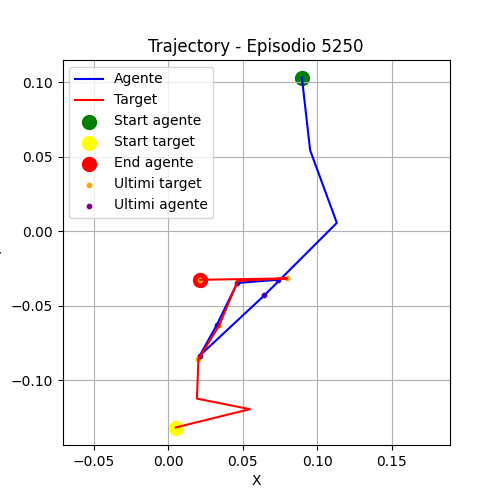 Trajectory - Episodio 5250
Agente
Target
Start agente
Start target
End agente
Ultimi target
Ultimi agente
0.10
0.05
0.00
−0.05
−0.10
−0.05
0.00
0.05
0.10
0.15
X